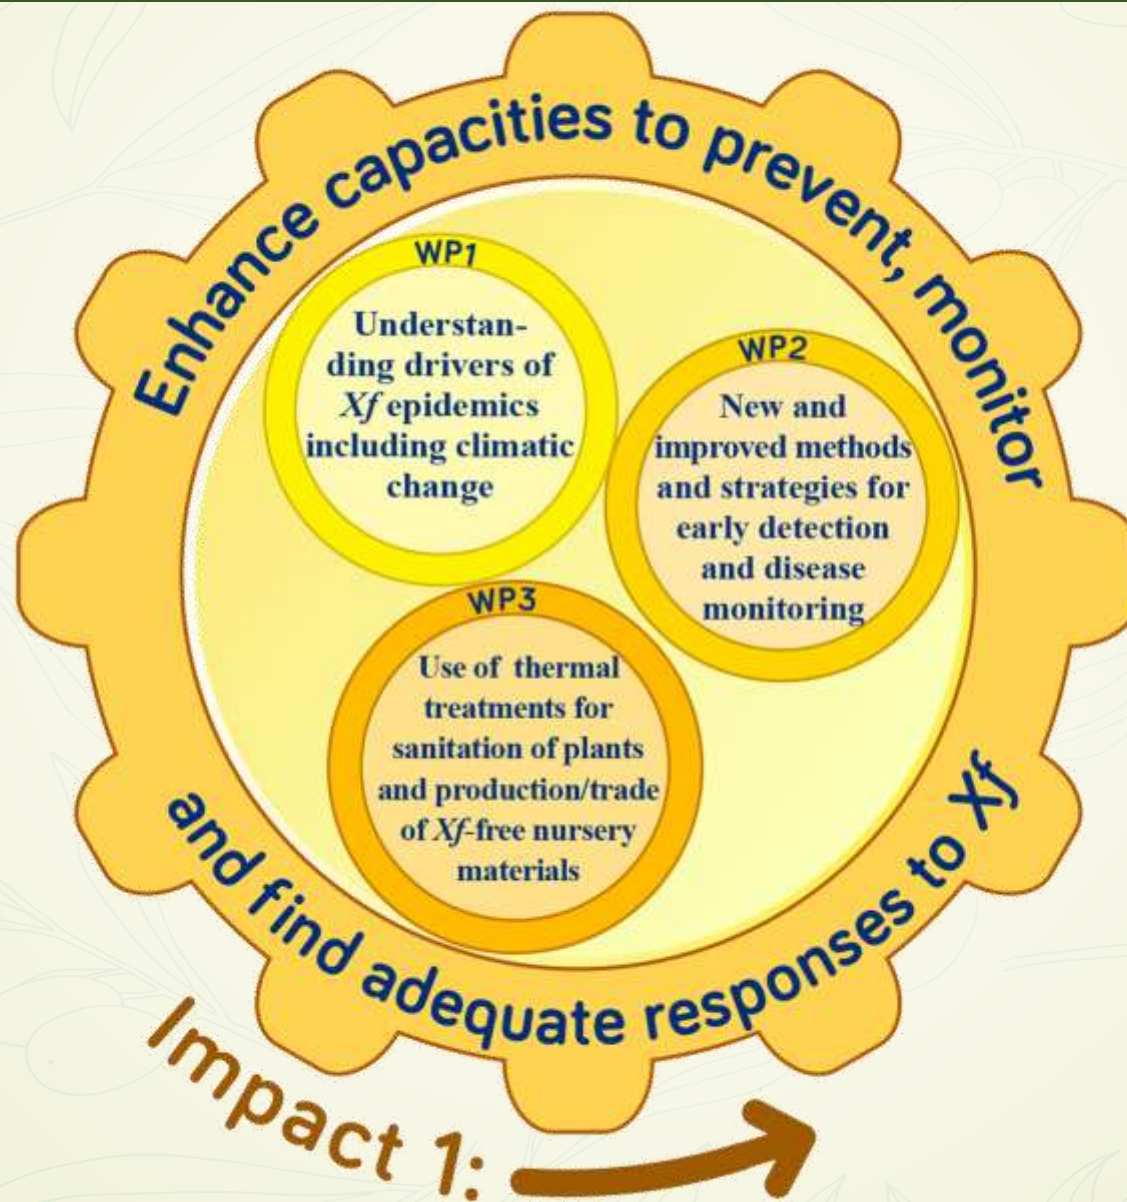 Enhance capacities to prevent, monitor
WP1
Understan-
ding drivers of
Xf epidemics
including climatic
change
WP2
New and
improved methods
and strategies for
early detection
and disease
monitoring
WP3
Use of thermal
treatments for
sanitation of plants
and production/trade
of Xf-free nursery
materials
and find adequate responses to Xf
Impact 1: